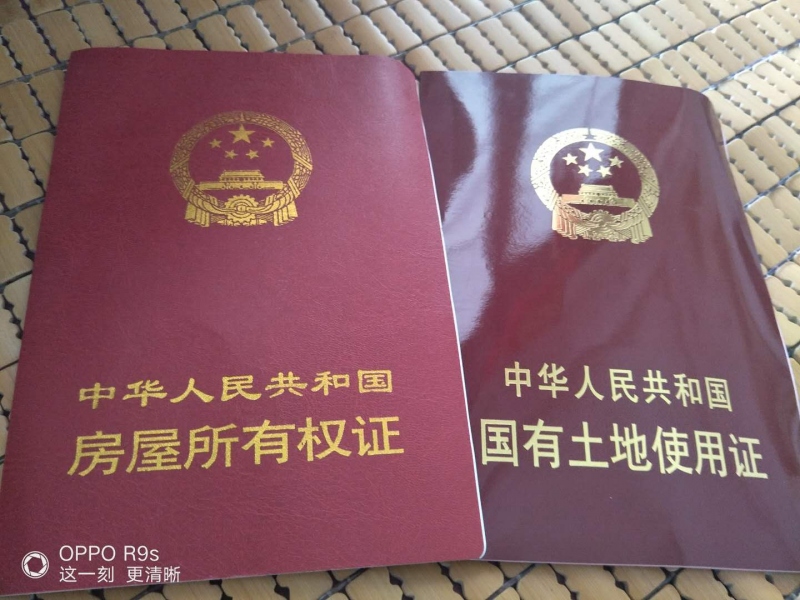 中华人民共和国
房屋所有权证
中华人民共和国
国有土地使用证
OPPO R9s
这一刻 更清晰